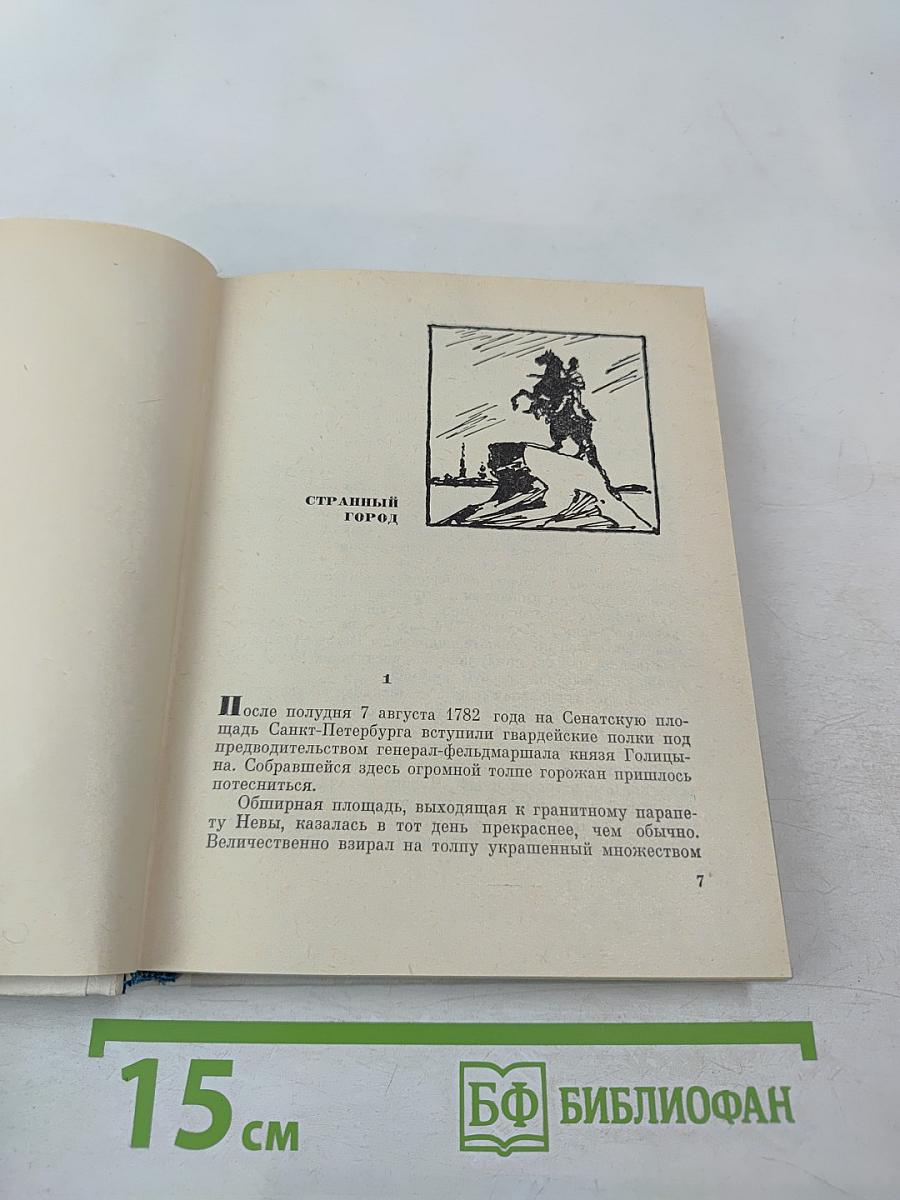 СТРАННЫЙ
ГОРОД
1
После полудня 7 августа 1782 года на Сенатскую пло-
щадь Санкт-Петербурга вступили гвардейские полки под
предводительством генерал-фельдмаршала князя Голицы-
на. Собравшейся здесь огромной толпе горожан пришлось
потесниться.
Обширная площадь, выходящая к гранитному парапе-
ту Невы, казалась в тот день прекраснее, чем обычно.
Величественно взирал на толпу украшенный множеством
7
15 см
БФ БИБЛИОФАН